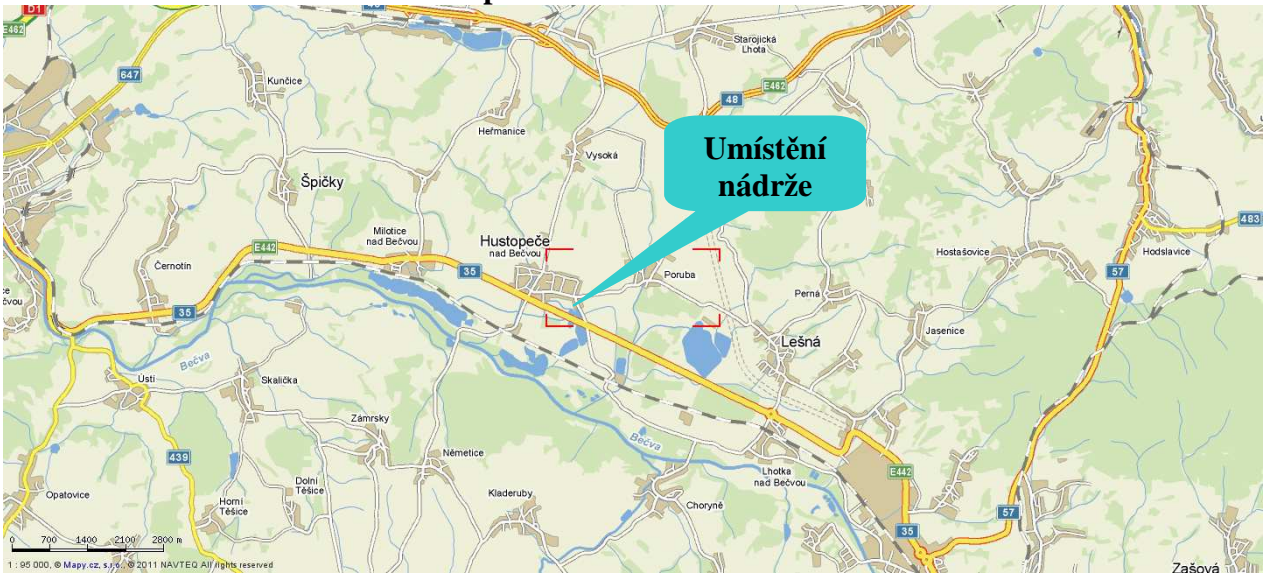 D1
E462
48
Starojická
Lhota
647
Kunčice
E462
48
Heřmanice
Vysoká
Umístění
nádrže
Špičky
483
Milotice
nad Bečvou
Hustopeče
nad Bečvou
E442
Hostašovice
Hodslavice
Černotín
35
Poruba
57
Perná
35
Jasenice
Lešná
Bečva
Ústí
Skalička
Zámrsky
Bečva
439
Němetice
Lhotka
nad Bečvou
E442
Opatovice
Horní
Těšice
Dolní
Těšice
Kladeruby
Choryně
57
35
0 700 1400 2100 2800 m
Zašová
1 : 95 000, © Mapy.cz, s.r.o., © 2011 NAVTEQ All rights reserved